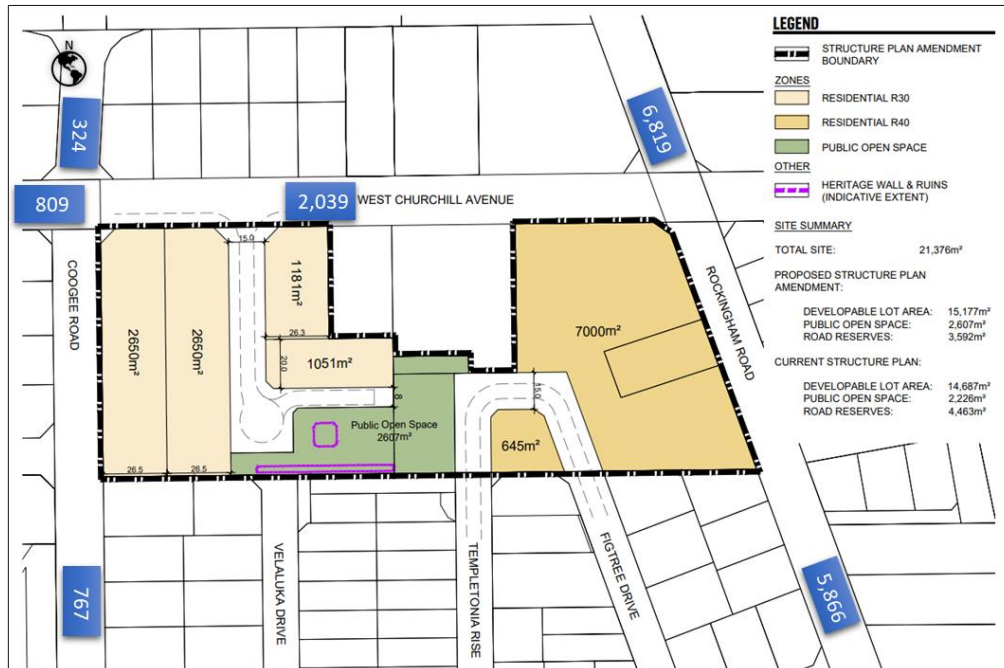 LEGEND
STRUCTURE PLAN AMENDMENT
BOUNDARY
ZONES
RESIDENTIAL R30
RESIDENTIAL R40
PUBLIC OPEN SPACE
OTHER
HERITAGE WALL & RUINS
(INDICATIVE EXTENT)
SITE SUMMARY
TOTAL SITE: 21,376m²
PROPOSED STRUCTURE PLAN
AMENDMENT:
DEVELOPABLE LOT AREA: 15,177m²
PUBLIC OPEN SPACE: 2,607m²
ROAD RESERVES: 3,592m²
CURRENT STRUCTURE PLAN:
DEVELOPABLE LOT AREA: 14,687m²
PUBLIC OPEN SPACE: 2,226m²
ROAD RESERVES: 4,463m²
N
324
6,819
809
2,039
WEST CHURCHILL AVENUE
COOGEE ROAD
15.0
1181m²
26.3
2650m²
2650m²
20.0
1051m²
7000m²
ROCKINGHAM ROAD
15.0
8
Public Open Space
2607m²
645m²
26.5
26.5
767
VELALUKA DRIVE
TEMPLETONIA RISE
FIGTREE DRIVE
5,866